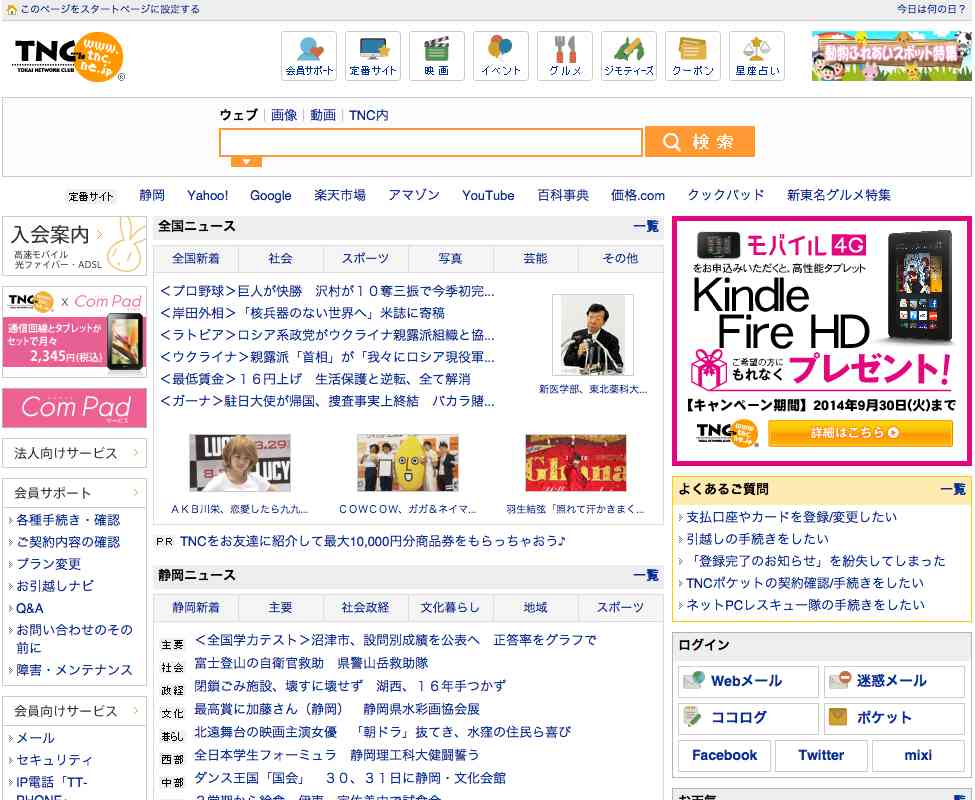 このページをスタートページに設定する
今日は何の日？
TNC www.tnc.ne.jp
TOKAI NETWORK CLUB
会員サポート
定番サイト
映画
イベント
グルメ
ジモティーズ
クーポン
星座占い
動物ふれあいスポット特集
ウェブ 画像 動画 TNC内
検索
定番サイト 静岡 Yahoo! Google 楽天市場 アマゾン YouTube 百科事典 価格.com クックパッド 新東名グルメ特集
入会案内
高速モバイル
光ファイバー・ADSL
TNC x Com Pad
通信回線とタブレットが
セットで月々
2,345円(税込)
Com Pad
サービス
法人向けサービス
会員サポート
各種手続き・確認
ご契約内容の確認
プラン変更
お引越しナビ
Q&A
お問い合わせのその
前に
障害・メンテナンス
会員向けサービス
メール
セキュリティ
IP電話「TT-
PHONE」
全国ニュース 一覧
全国新着 社会 スポーツ 写真 芸能 その他
＜プロ野球＞巨人が快勝　沢村が１０奪三振で今季初完...
＜岸田外相＞「核兵器のない世界へ」米誌に寄稿
＜ラトビア＞ロシア系政党がウクライナ親露派組織と協...
＜ウクライナ＞親露派「首相」が「我々にロシア現役軍...
＜最低賃金＞１６円上げ　生活保護と逆転、全て解消
＜ガーナ＞駐日大使が帰国、捜査事実上終結　バカラ賭...
新医学部、東北薬科大...
LUCY
3.29
LUCY
Ghana
ＡＫＢ川栄、恋愛したら九九...
ＣＯＷＣＯＷ、ガガ＆ネイマ...
羽生結弦「照れて汗かきまく...
PR TNCをお友達に紹介して最大10,000円分商品券をもらっちゃおう♪
静岡ニュース 一覧
静岡新着 主要 社会政経 文化暮らし 地域 スポーツ
主要 ＜全国学力テスト＞沼津市、設問別成績を公表へ　正答率をグラフで
社会 富士登山の自衛官救助　県警山岳救助隊
政経 閉鎖ごみ施設、壊すに壊せず　湖西、１６年手つかず
文化 最高賞に加藤さん（静岡）　静岡県水彩画協会展
暮らし 北遠舞台の映画主演女優　「朝ドラ」抜てき、水窪の住民ら喜び
西部 全日本学生フォーミュラ　静岡理工科大健闘誓う
中部 ダンス王国「国会」　３０、３１日に静岡・文化会館
モバイル 4G
をお申込みいただくと、高性能タブレット
Kindle
Fire HD
ご希望の方に
もれなく プレゼント!
【キャンペーン期間】2014年9月30日(火)まで
TNC www.tnc.ne.jp
詳細はこちら
よくあるご質問 一覧
支払口座やカードを登録/変更したい
引越しの手続きをしたい
「登録完了のお知らせ」を紛失してしまった
TNCポケットの契約確認/手続きをしたい
ネットPCレスキュー隊の手続きをしたい
ログイン
Webメール 迷惑メール
ココログ ポケット
Facebook Twitter mixi
お天気 一覧